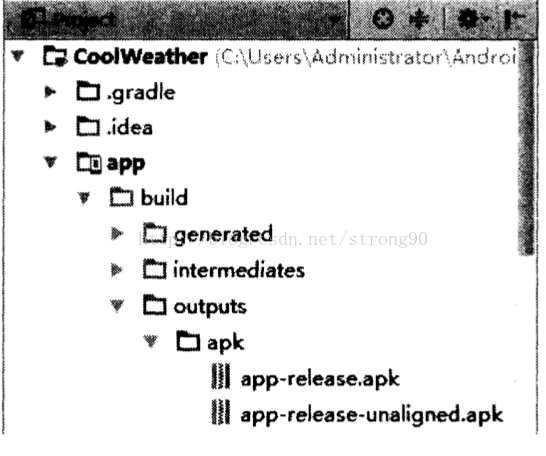 Project
CoolWeather (C:\Users\Administrator\Androi
.gradle
.idea
app
build
generated
intermediates
outputs
apk
app-release.apk
app-release-unaligned.apk